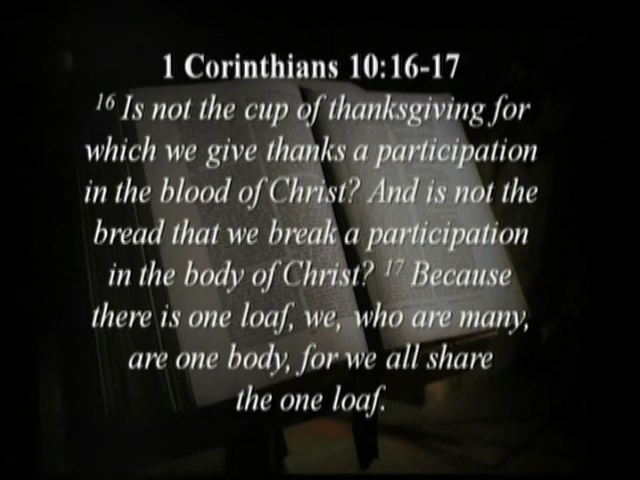 1 Corinthians 10:16-17
16 Is not the cup of thanksgiving for
which we give thanks a participation
in the blood of Christ? And is not the
bread that we break a participation
in the body of Christ? 17 Because
there is one loaf, we, who are many,
are one body, for we all share
the one loaf.